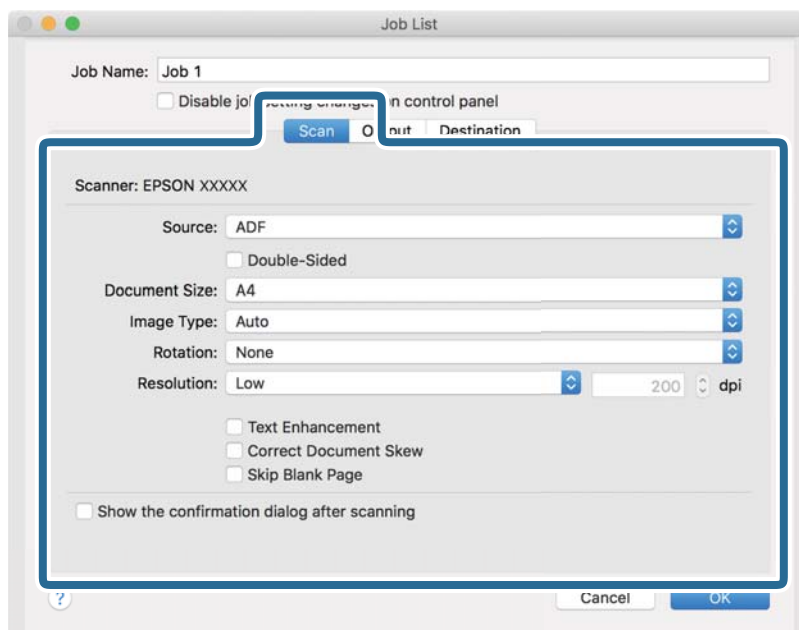 Job List
Job Name: Job 1
Disable job setting changes on control panel
Scan Output Destination
Scanner: EPSON XXXXX
Source: ADF
Double-Sided
Document Size: A4
Image Type: Auto
Rotation: None
Resolution: Low 200 dpi
Text Enhancement
Correct Document Skew
Skip Blank Page
Show the confirmation dialog after scanning
? Cancel OK